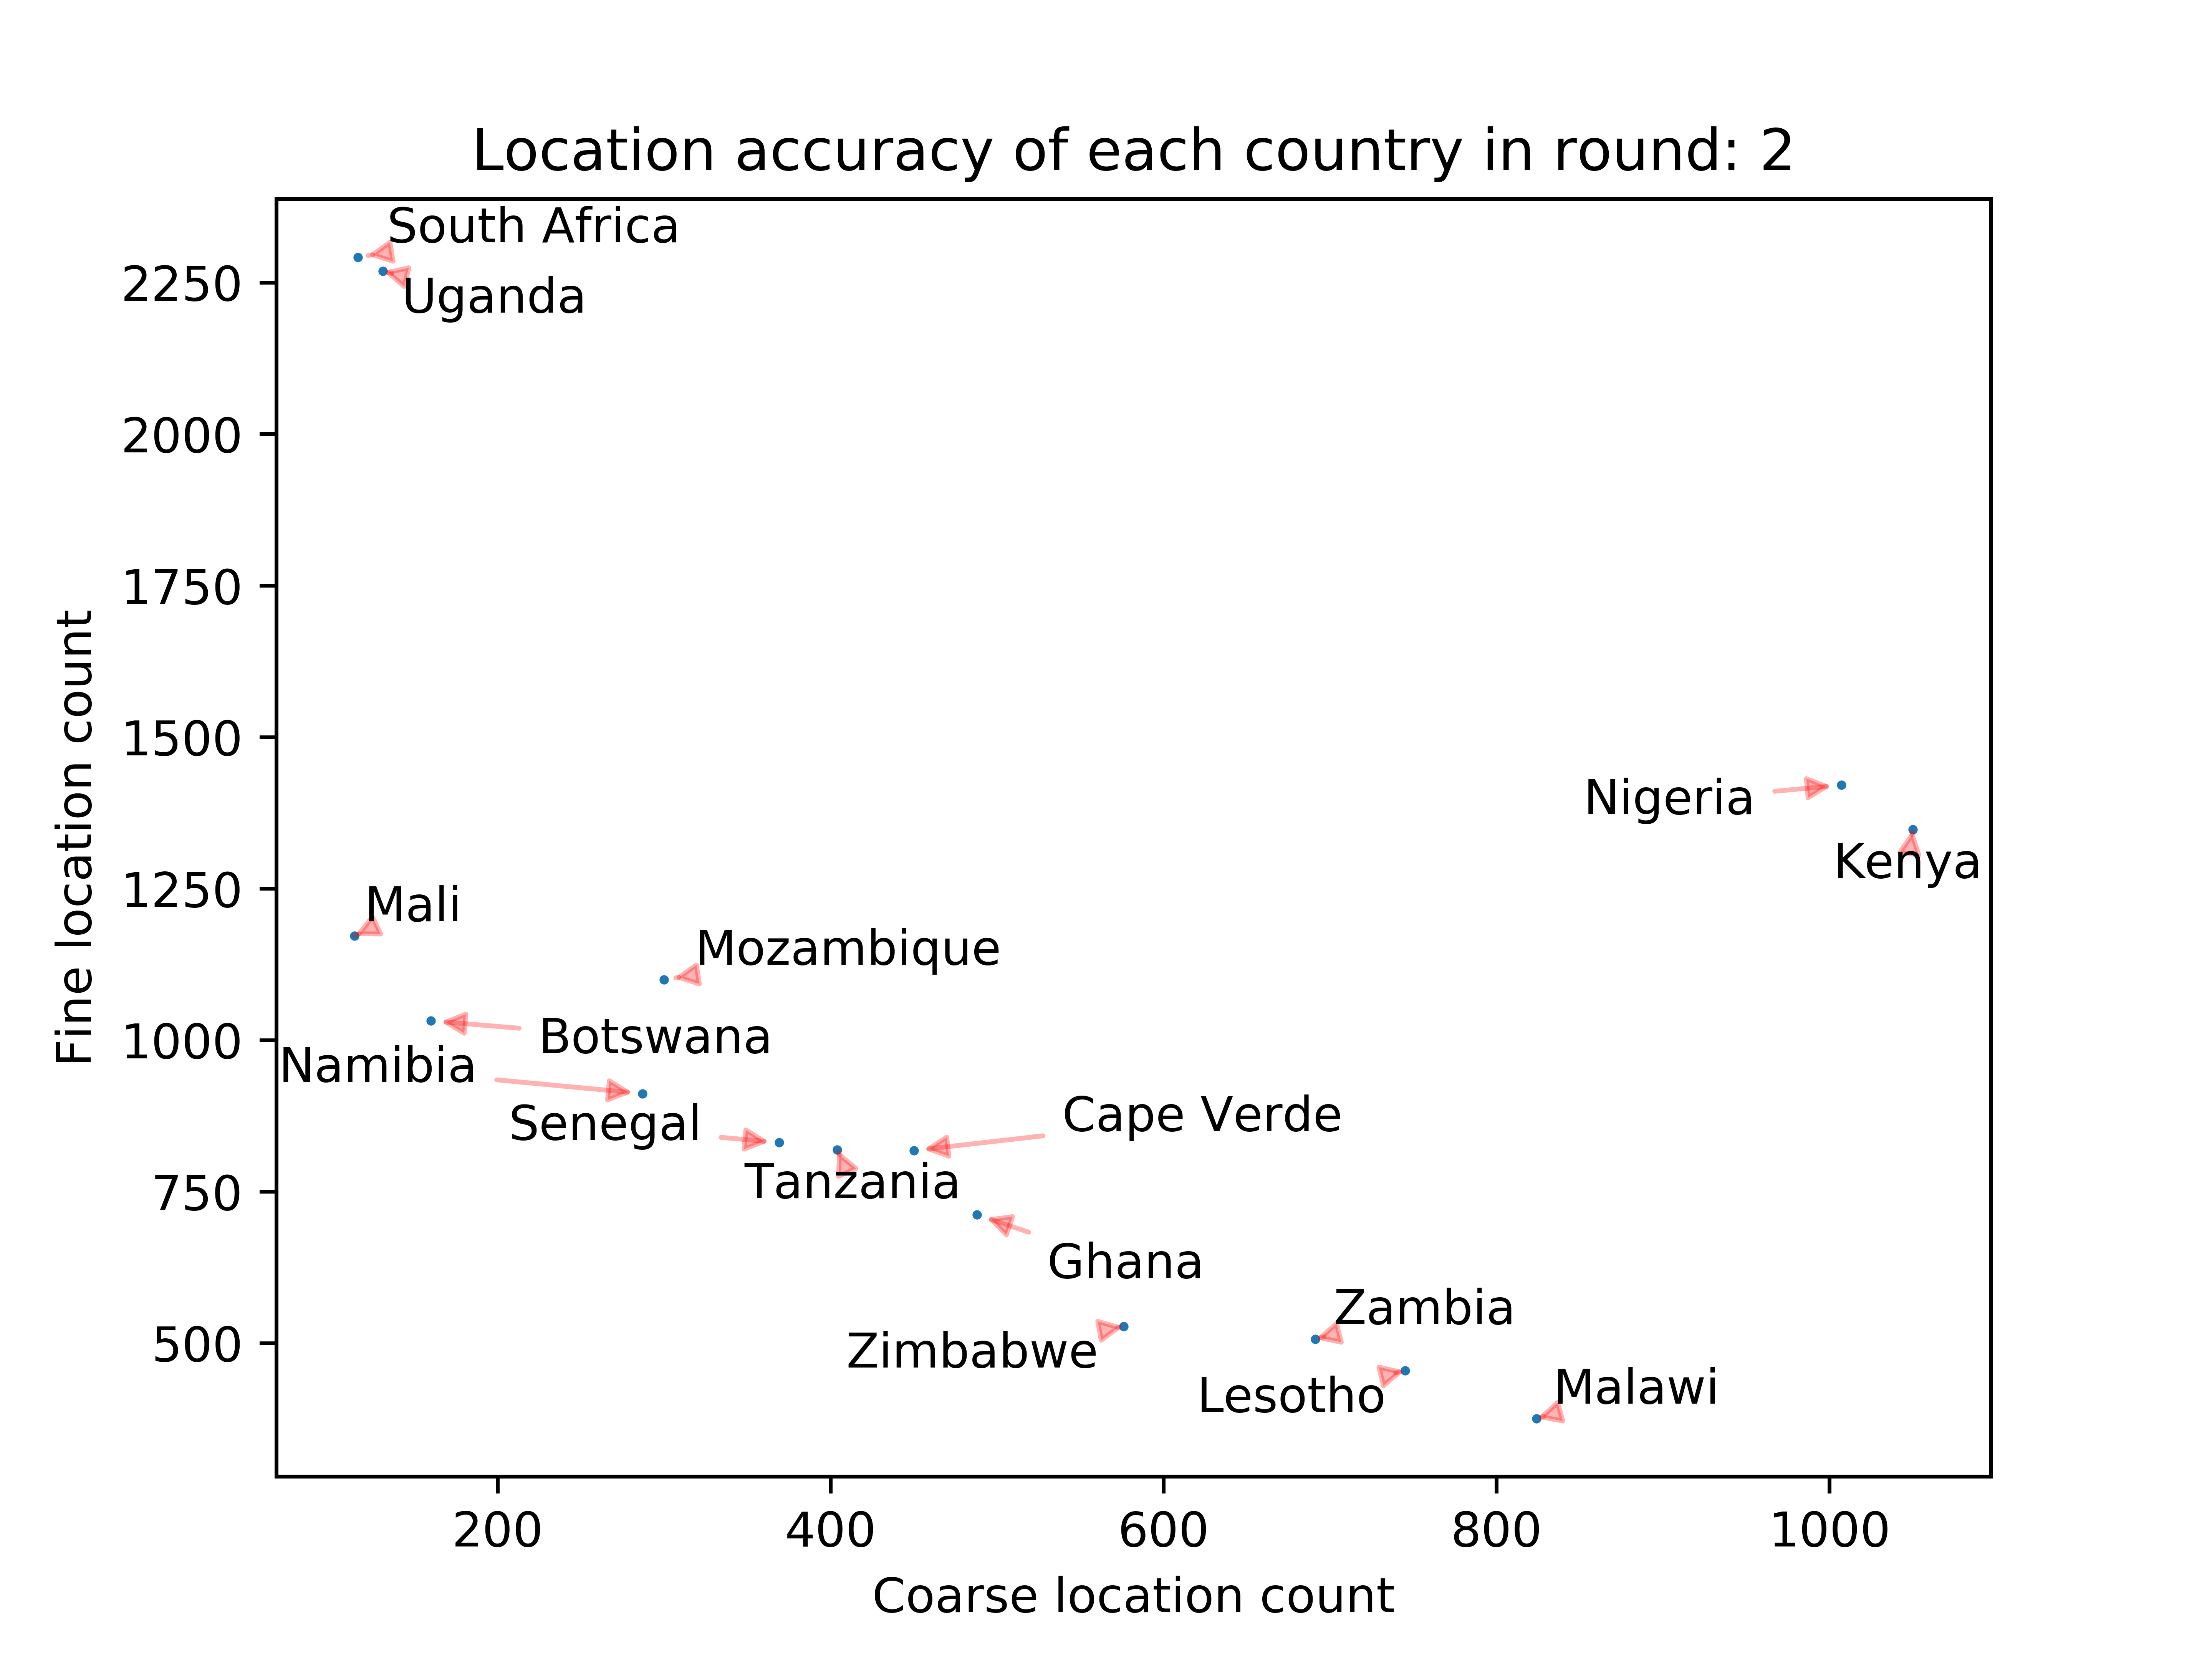 Location accuracy of each country in round: 2
South Africa
Uganda
2250
2000
1750
1500
1250
1000
750
500
Fine location count
Nigeria
Kenya
Mali
Mozambique
Botswana
Namibia
Senegal
Cape Verde
Tanzania
Ghana
Zambia
Zimbabwe
Lesotho
Malawi
200 400 600 800 1000
Coarse location count